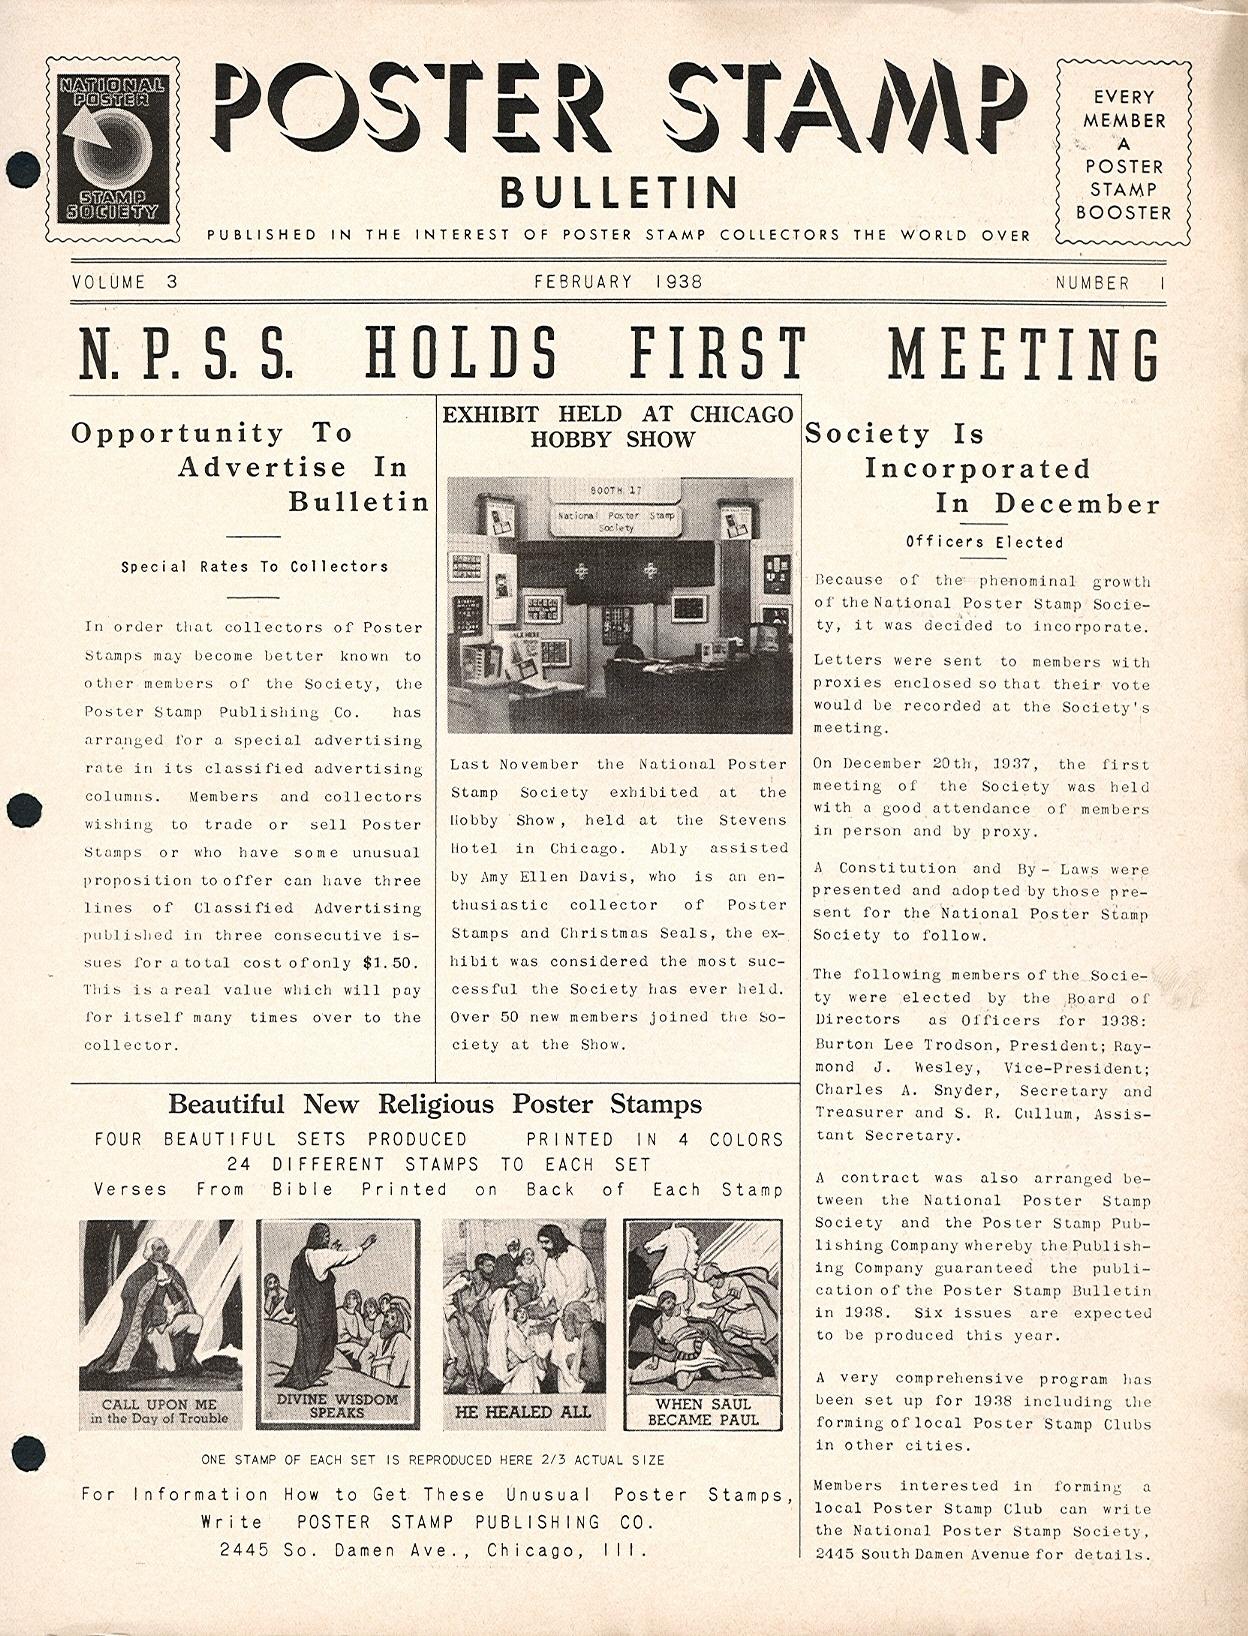 NATIONAL
POSTER
STAMP
SOCIETY
POSTER STAMP
BULLETIN
PUBLISHED IN THE INTEREST OF POSTER STAMP COLLECTORS THE WORLD OVER
EVERY
MEMBER
A
POSTER
STAMP
BOOSTER
VOLUME 3
FEBRUARY 1938
NUMBER 1
N. P. S. S. HOLDS FIRST MEETING
Opportunity To
Advertise In
Bulletin
Special Rates To Collectors
In order that collectors of Poster
Stamps may become better known to
other members of the Society, the
Poster Stamp Publishing Co. has
arranged for a special advertising
rate in its classified advertising
columns. Members and collectors
wishing to trade or sell Poster
Stamps or who have some unusual
proposition to offer can have three
lines of Classified Advertising
published in three consecutive is-
sues for a total cost of only $1.50.
This is a real value which will pay
for itself many times over to the
collector.
EXHIBIT HELD AT CHICAGO
HOBBY SHOW
BOOTH 17
National Poster Stamp
Society
Last November the National Poster
Stamp Society exhibited at the
Hobby Show, held at the Stevens
Hotel in Chicago. Ably assisted
by Amy Ellen Davis, who is an en-
thusiastic collector of Poster
Stamps and Christmas Seals, the ex-
hibit was considered the most suc-
cessful the Society has ever held.
Over 50 new members joined the So-
ciety at the Show.
Society Is
Incorporated
In December
Officers Elected
Because of the phenominal growth
of the National Poster Stamp Socie-
ty, it was decided to incorporate.
Letters were sent to members with
proxies enclosed so that their vote
would be recorded at the Society's
meeting.
On December 20th, 1937, the first
meeting of the Society was held
with a good attendance of members
in person and by proxy.
A Constitution and By-Laws were
presented and adopted by those pre-
sent for the National Poster Stamp
Society to follow.
The following members of the Socie-
ty were elected by the Board of
Directors as Officers for 1938:
Burton Lee Trodson, President; Ray-
mond J. Wesley, Vice-President;
Charles A. Snyder, Secretary and
Treasurer and S. R. Cullum, Assis-
tant Secretary.
A contract was also arranged be-
tween the National Poster Stamp
Society and the Poster Stamp Pub-
lishing Company whereby the Publish-
ing Company guaranteed the publi-
cation of the Poster Stamp Bulletin
in 1938. Six issues are expected
to be produced this year.
A very comprehensive program has
been set up for 1938 including the
forming of local Poster Stamp Clubs
in other cities.
Members interested in forming a
local Poster Stamp Club can write
the National Poster Stamp Society,
2445 South Damen Avenue for details.
Beautiful New Religious Poster Stamps
FOUR BEAUTIFUL SETS PRODUCED PRINTED IN 4 COLORS
24 DIFFERENT STAMPS TO EACH SET
Verses From Bible Printed on Back of Each Stamp
CALL UPON ME
in the Day of Trouble
DIVINE WISDOM
SPEAKS
HE HEALED ALL
WHEN SAUL
BECAME PAUL
ONE STAMP OF EACH SET IS REPRODUCED HERE 2/3 ACTUAL SIZE
For Information How to Get These Unusual Poster Stamps,
Write POSTER STAMP PUBLISHING CO.
2445 So. Damen Ave., Chicago, Ill.